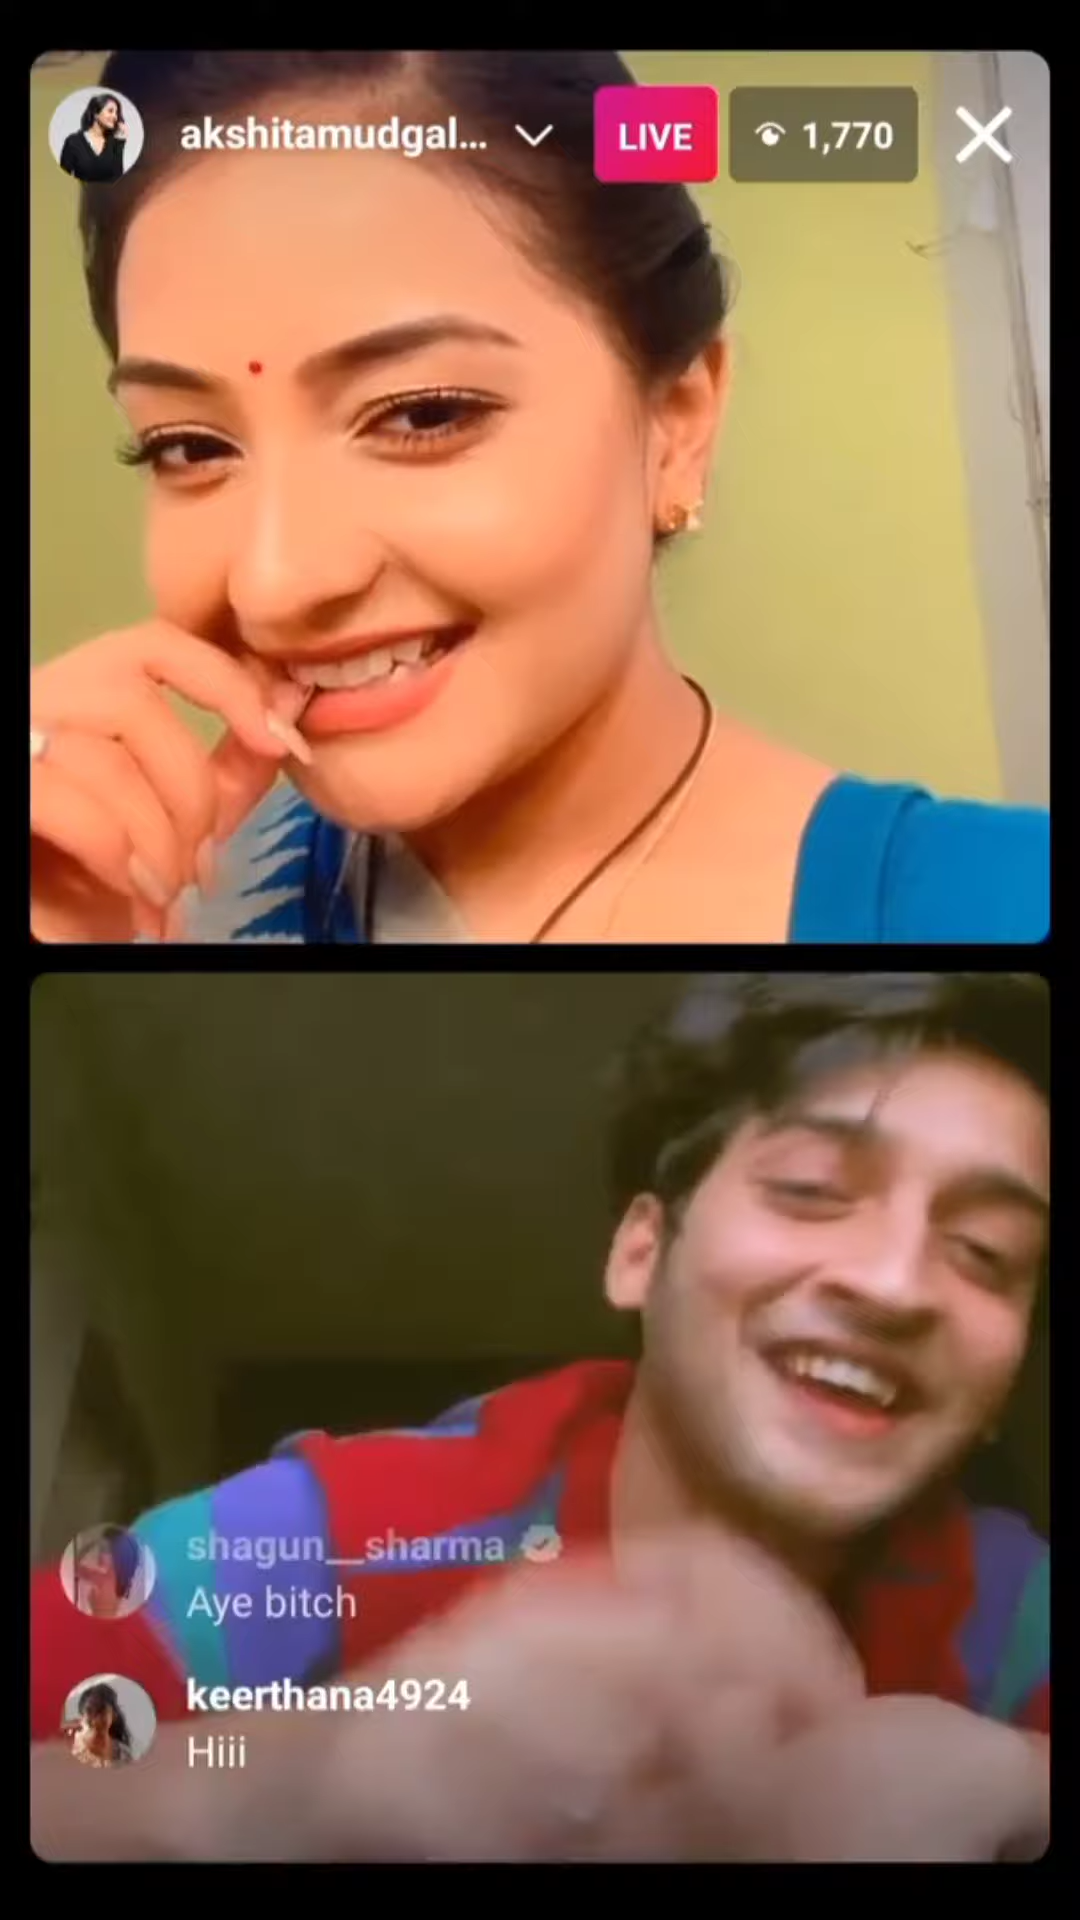 akshitamudgal...
LIVE
1,770
shagun__sharma
Aye bitch
keerthana4924
Hiii